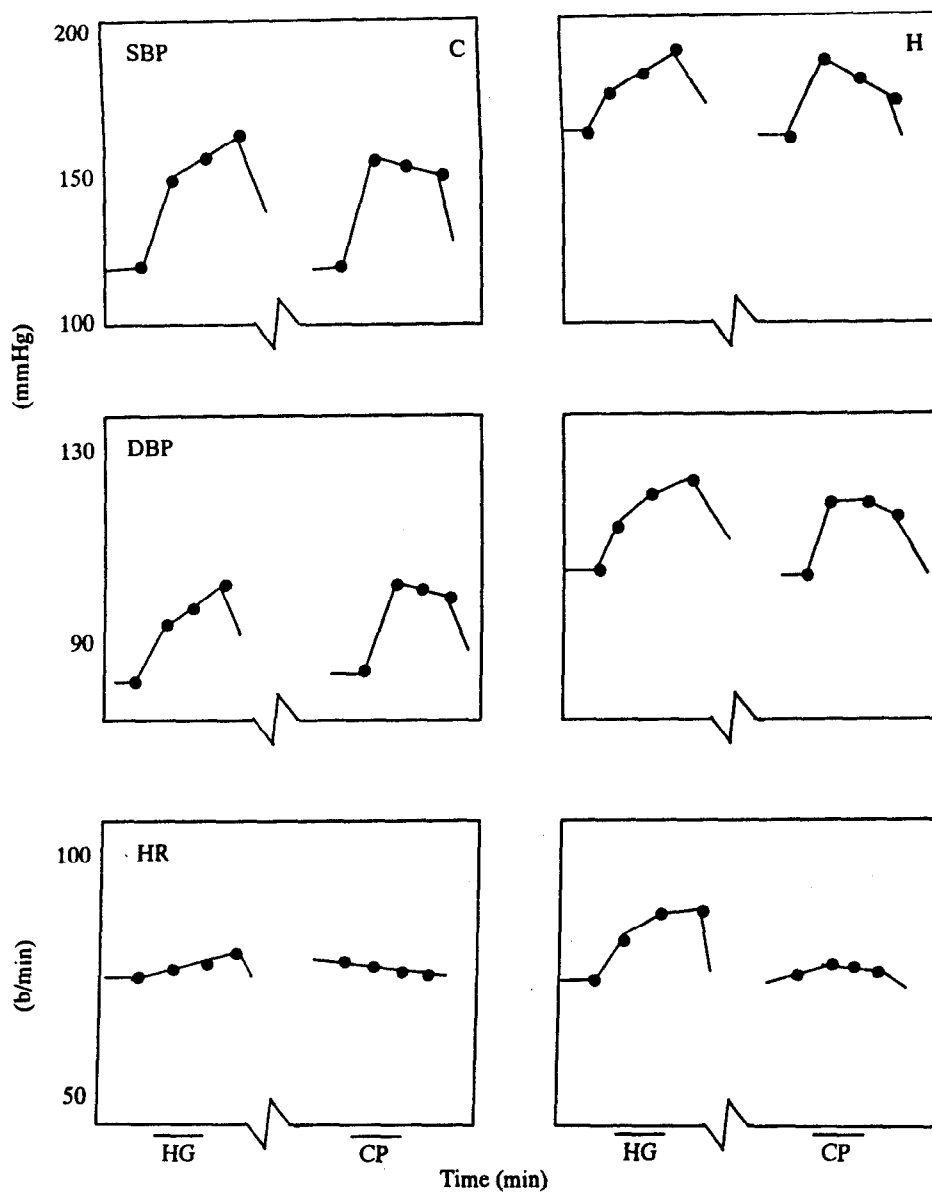 200
SBP
C
H
150
100
(mmHg)
130
DBP
90
100
HR
(b/min)
50
HG
CP
HG
CP
Time (min)